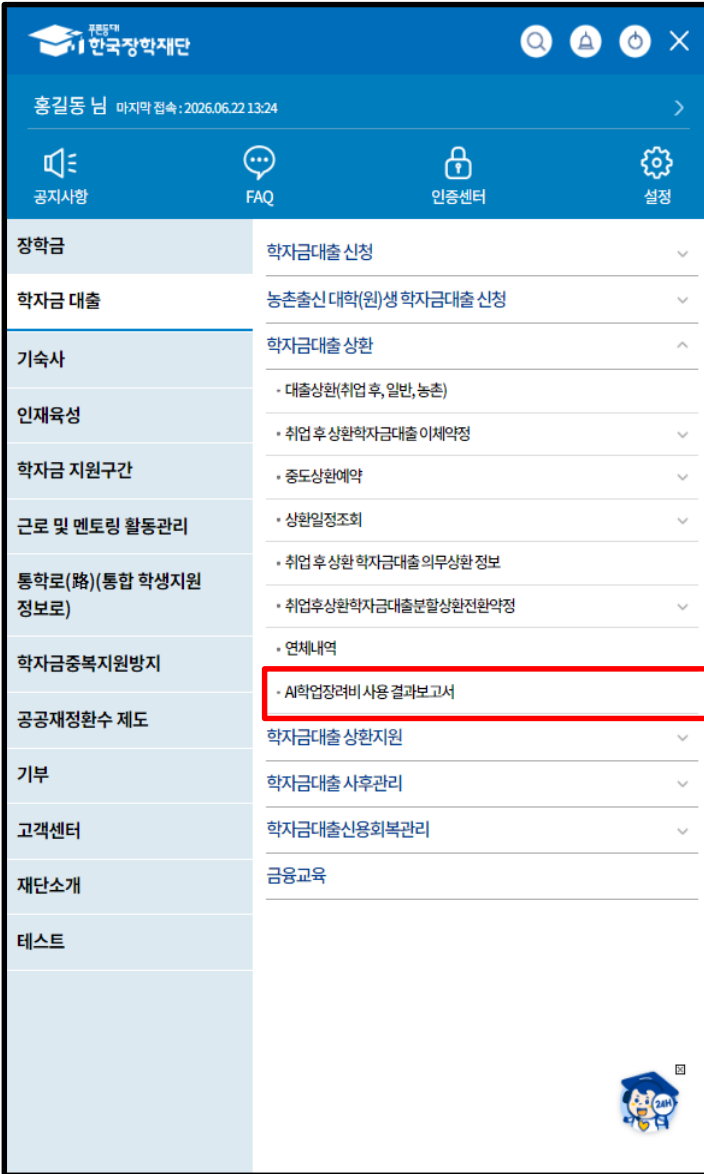 푸른등대
한국장학재단
홍길동 님 마지막 접속 : 2026.06.22 13:24
공지사항
FAQ
인증센터
설정
장학금
학자금 대출
기숙사
인재육성
학자금 지원구간
근로 및 멘토링 활동관리
통학로(路)(통합 학생지원
정보로)
학자금중복지원방지
공공재정환수 제도
기부
고객센터
재단소개
테스트
학자금대출 신청
농촌출신 대학(원)생 학자금대출 신청
학자금대출 상환
대출상환(취업 후, 일반, 농촌)
취업 후 상환학자금대출 이체약정
중도상환예약
상환일정조회
취업 후 상환 학자금대출 의무상환 정보
취업후상환학자금대출분할상환전환약정
연체내역
AI학업장려비 사용 결과보고서
학자금대출 상환지원
학자금대출 사후관리
학자금대출신용회복관리
금융교육
24H